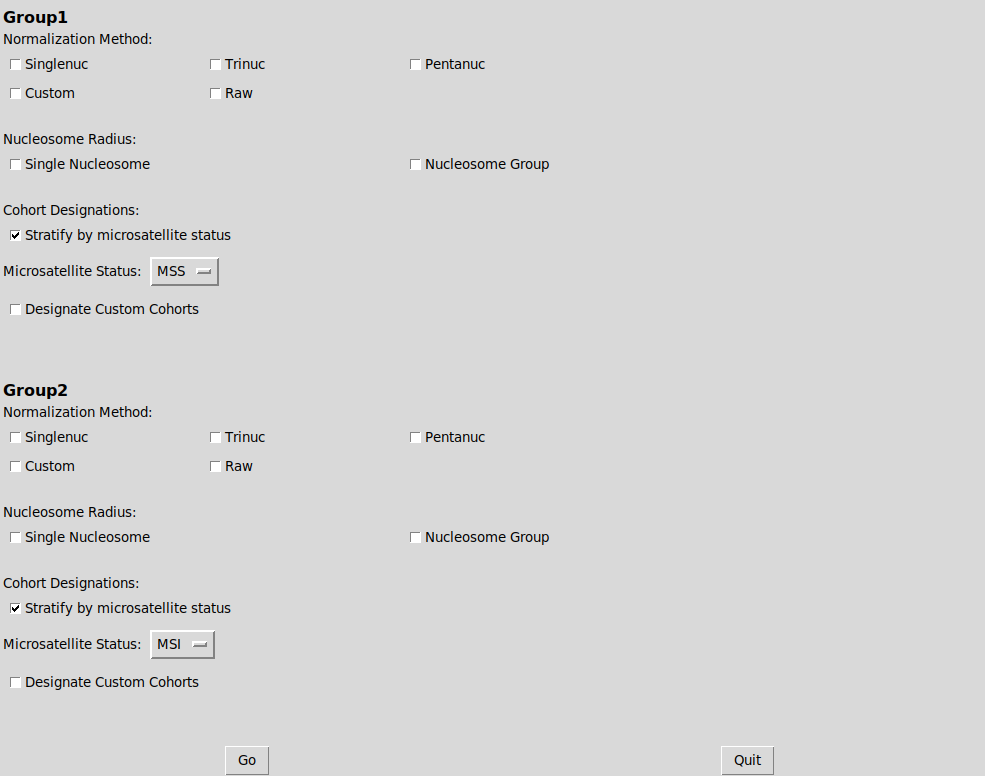 Group1
Normalization Method:
Singlenuc Trinuc Pentanuc
Custom Raw
Nucleosome Radius:
Single Nucleosome Nucleosome Group
Cohort Designations:
Stratify by microsatellite status
Microsatellite Status: MSS
Designate Custom Cohorts
Group2
Normalization Method:
Singlenuc Trinuc Pentanuc
Custom Raw
Nucleosome Radius:
Single Nucleosome Nucleosome Group
Cohort Designations:
Stratify by microsatellite status
Microsatellite Status: MSI
Designate Custom Cohorts
Go Quit